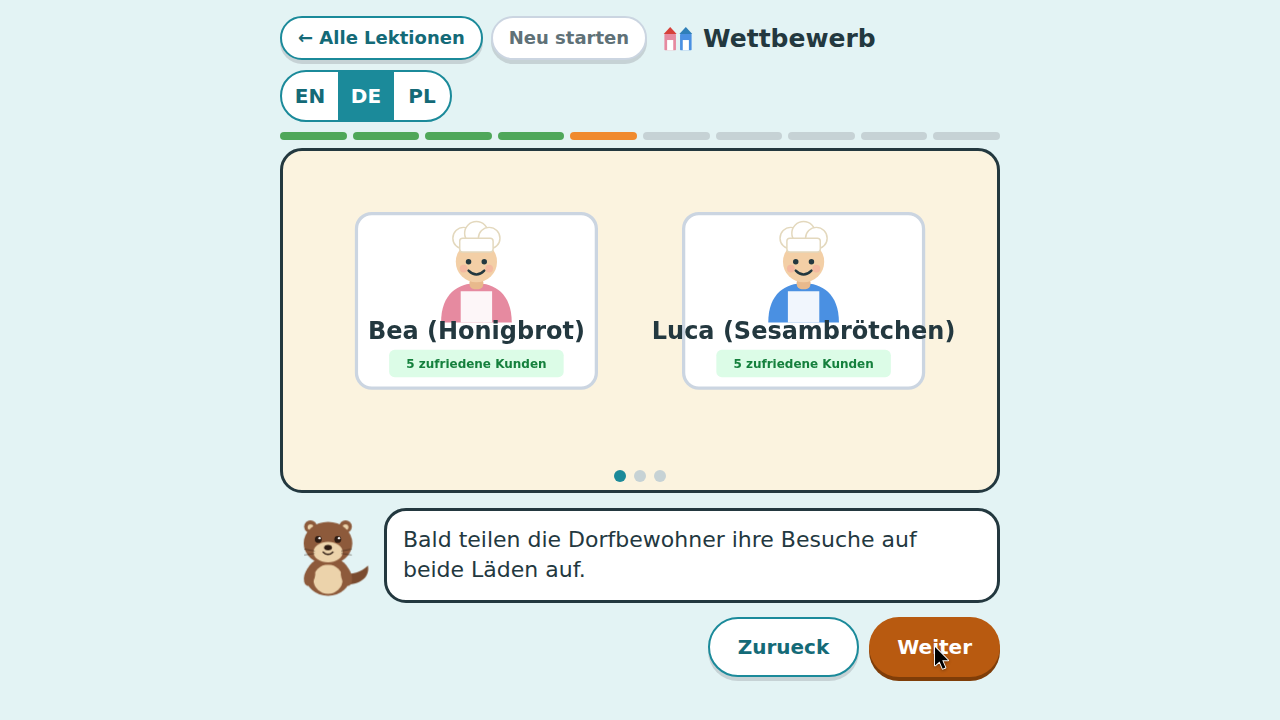 ← Alle Lektionen
Neu starten
Wettbewerb
EN DE PL
Bea (Honigbrot)
5 zufriedene Kunden
Luca (Sesambrötchen)
5 zufriedene Kunden
Bald teilen die Dorfbewohner ihre Besuche auf
beide Läden auf.
Zurueck
Weiter